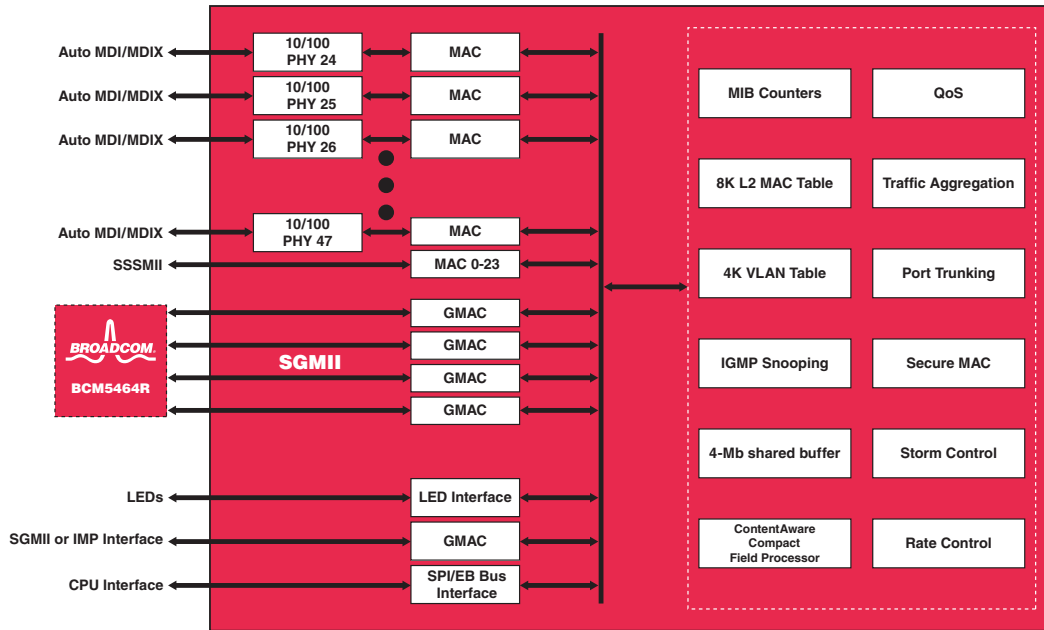 Auto MDI/MDIX
10/100
PHY 24
MAC
Auto MDI/MDIX
10/100
PHY 25
MAC
Auto MDI/MDIX
10/100
PHY 26
MAC
Auto MDI/MDIX
10/100
PHY 47
MAC
SSSMII
MAC 0-23
BROADCOM.
BCM5464R
SGMII
GMAC
GMAC
GMAC
GMAC
LEDs
LED Interface
SGMII or IMP Interface
GMAC
CPU Interface
SPI/EB Bus
Interface
MIB Counters
QoS
8K L2 MAC Table
Traffic Aggregation
4K VLAN Table
Port Trunking
IGMP Snooping
Secure MAC
4-Mb shared buffer
Storm Control
ContentAware
Compact
Field Processor
Rate Control